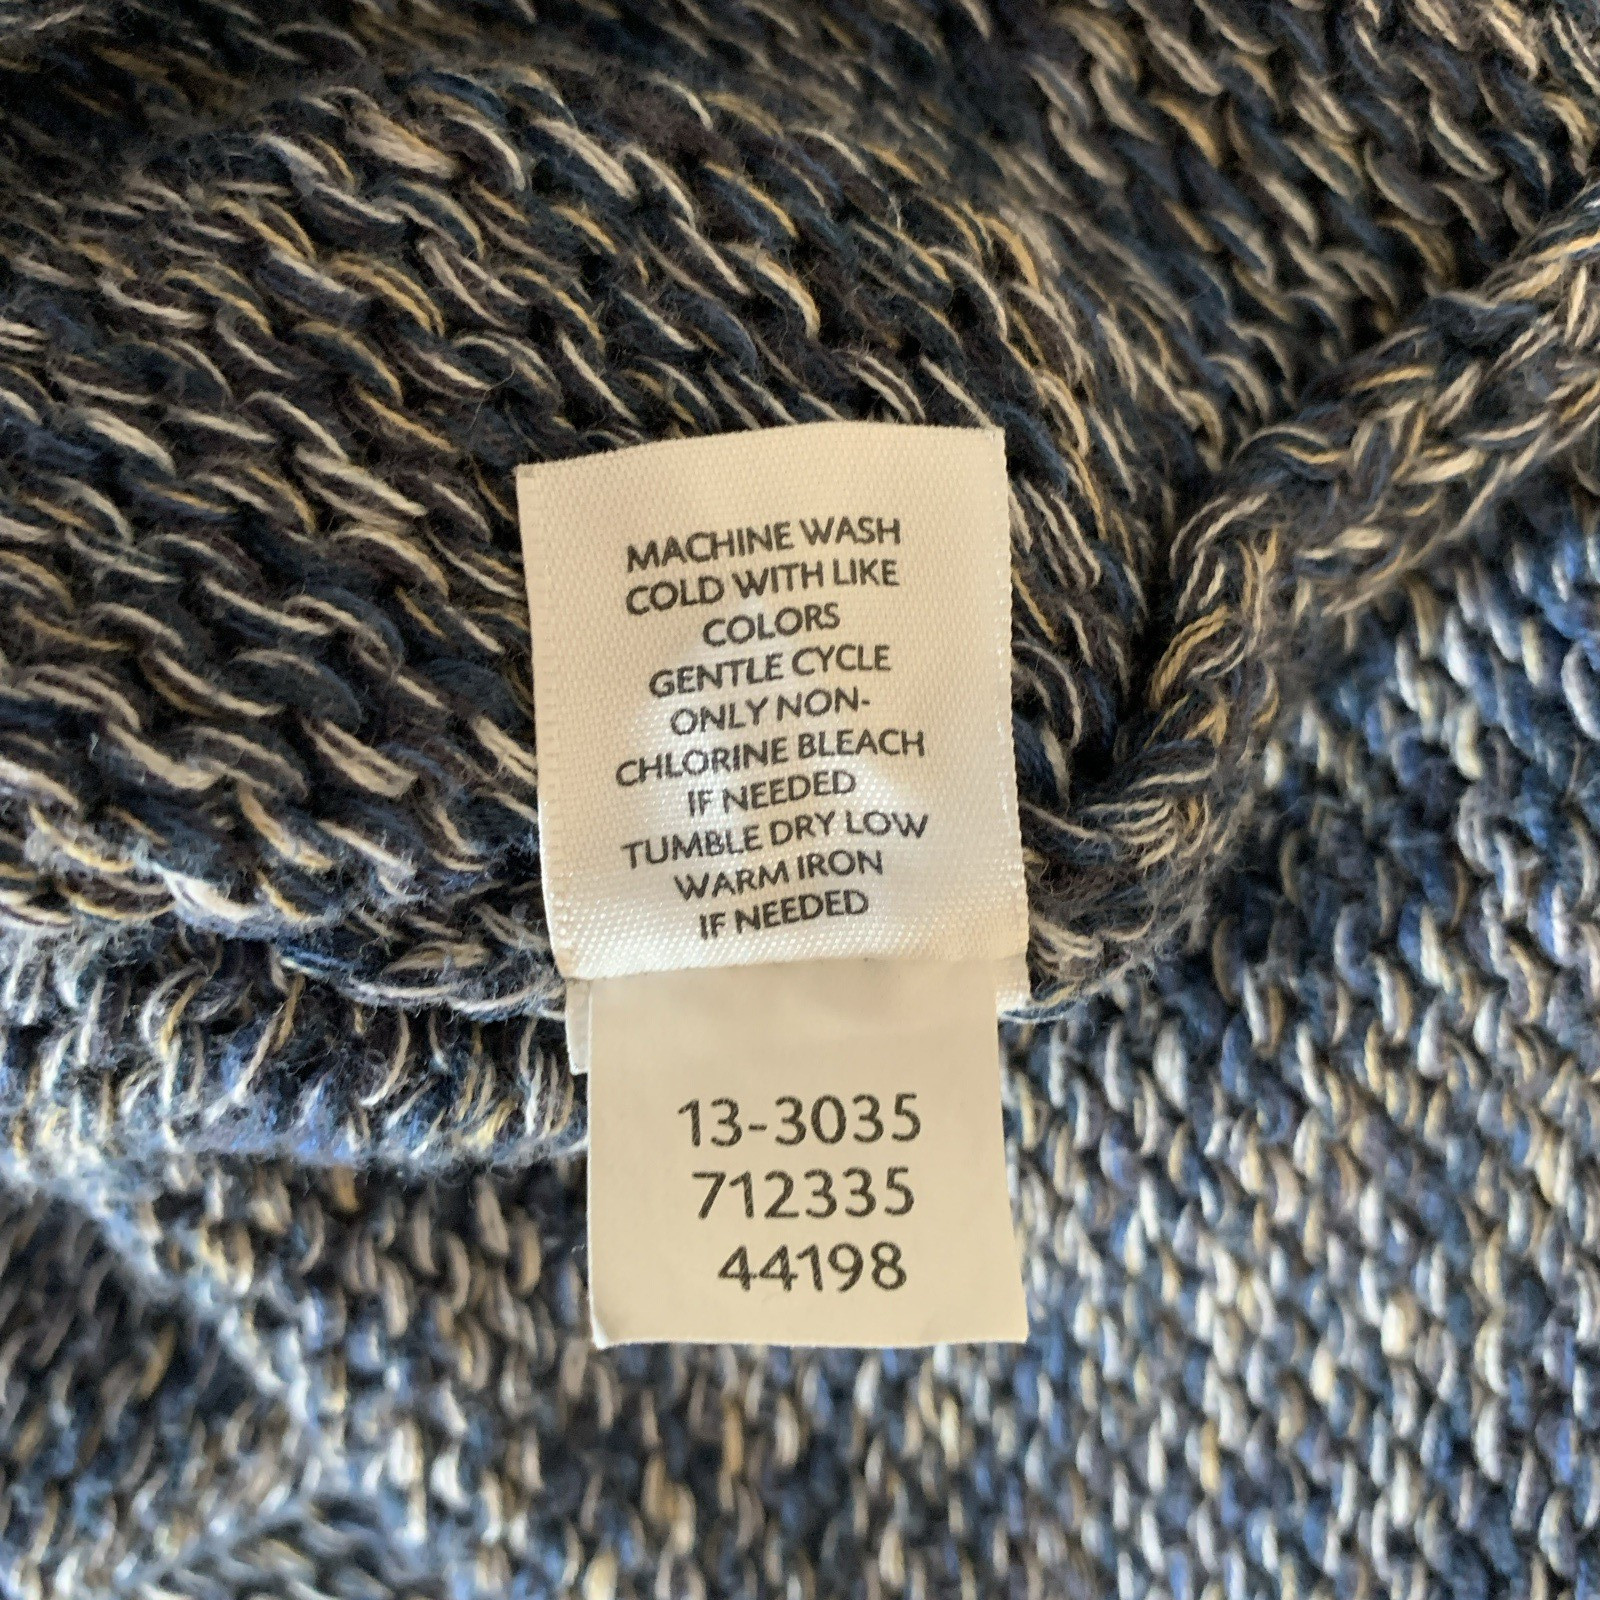 MACHINE WASH
COLD WITH LIKE
COLORS
GENTLE CYCLE
ONLY NON-
CHLORINE BLEACH
IF NEEDED
TUMBLE DRY LOW
WARM IRON
IF NEEDED
13-3035
712335
44198